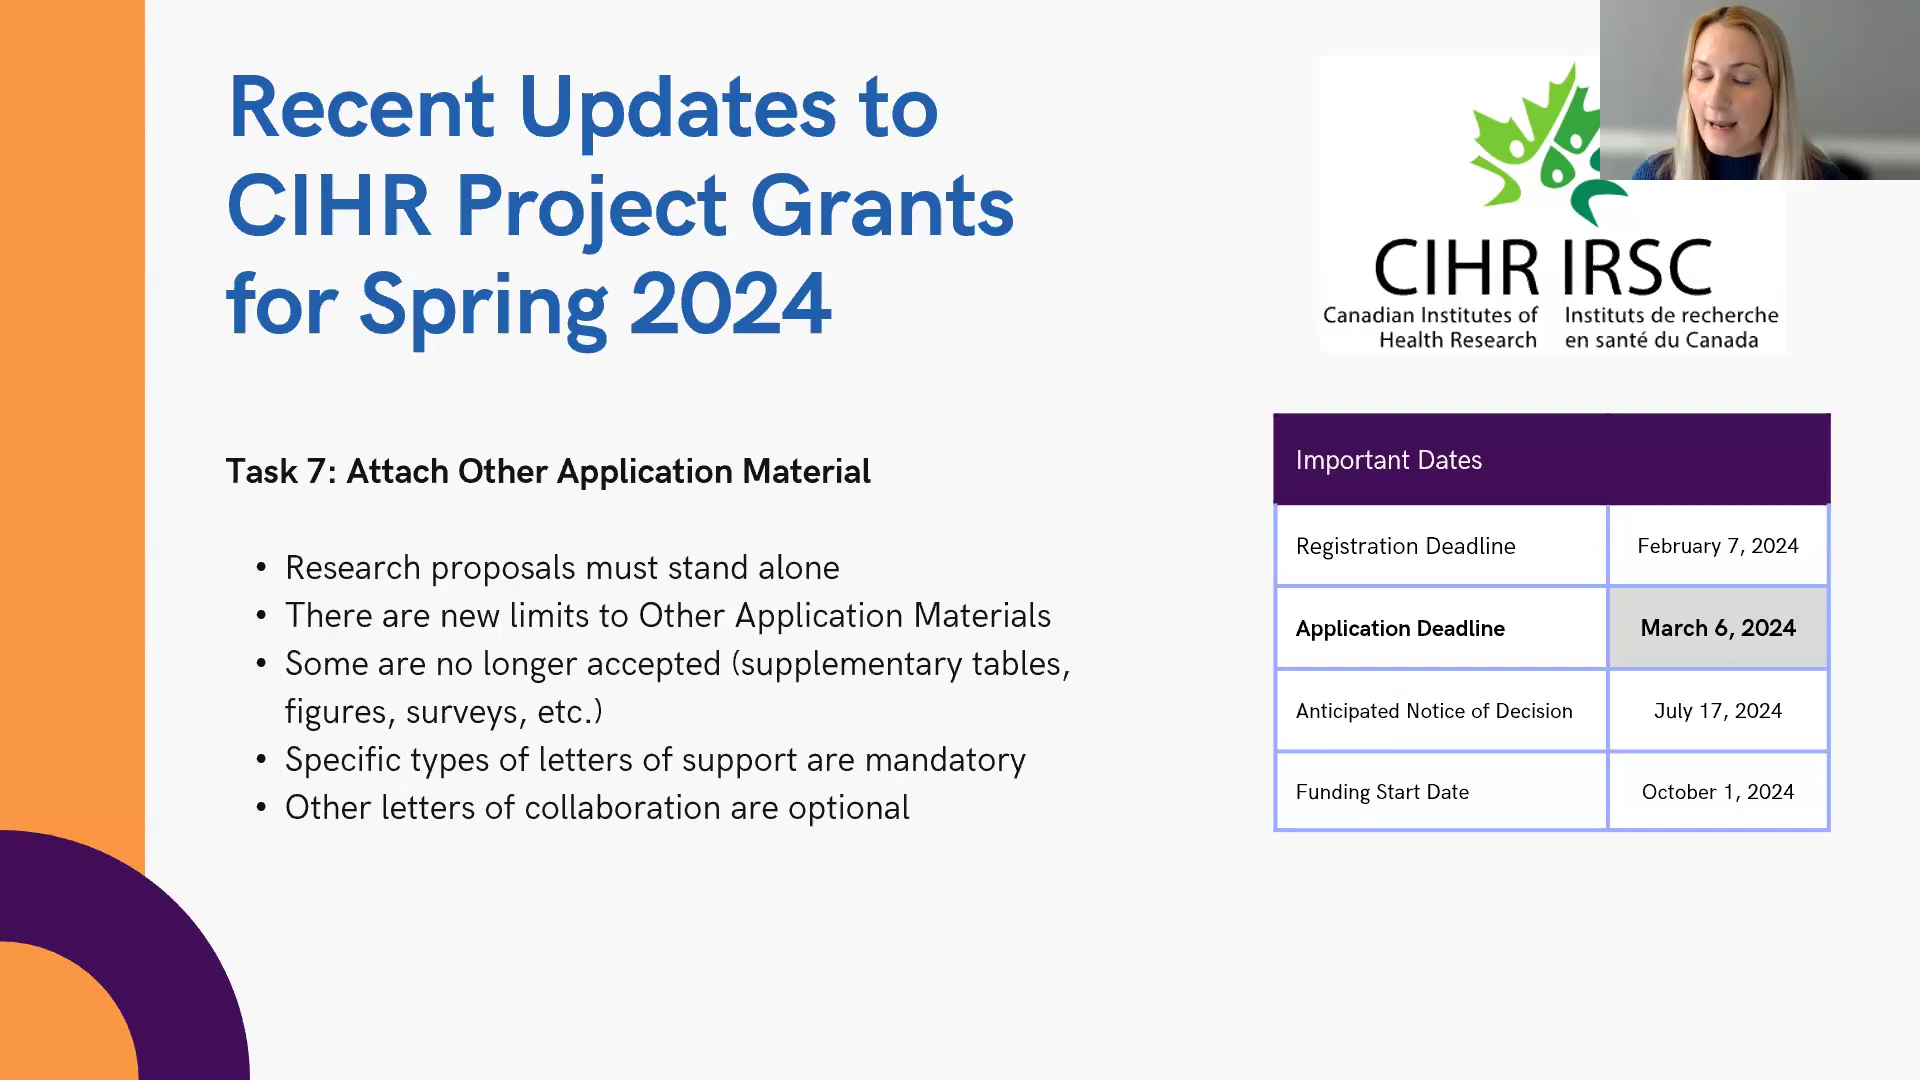 Recent Updates to
CIHR Project Grants
for Spring 2024
CIHR IRSC
Canadian Institutes of Instituts de recherche
Health Research en santé du Canada
Task 7: Attach Other Application Material
• Research proposals must stand alone
• There are new limits to Other Application Materials
• Some are no longer accepted (supplementary tables,
figures, surveys, etc.)
• Specific types of letters of support are mandatory
• Other letters of collaboration are optional
Important Dates
Registration Deadline February 7, 2024
Application Deadline March 6, 2024
Anticipated Notice of Decision July 17, 2024
Funding Start Date October 1, 2024